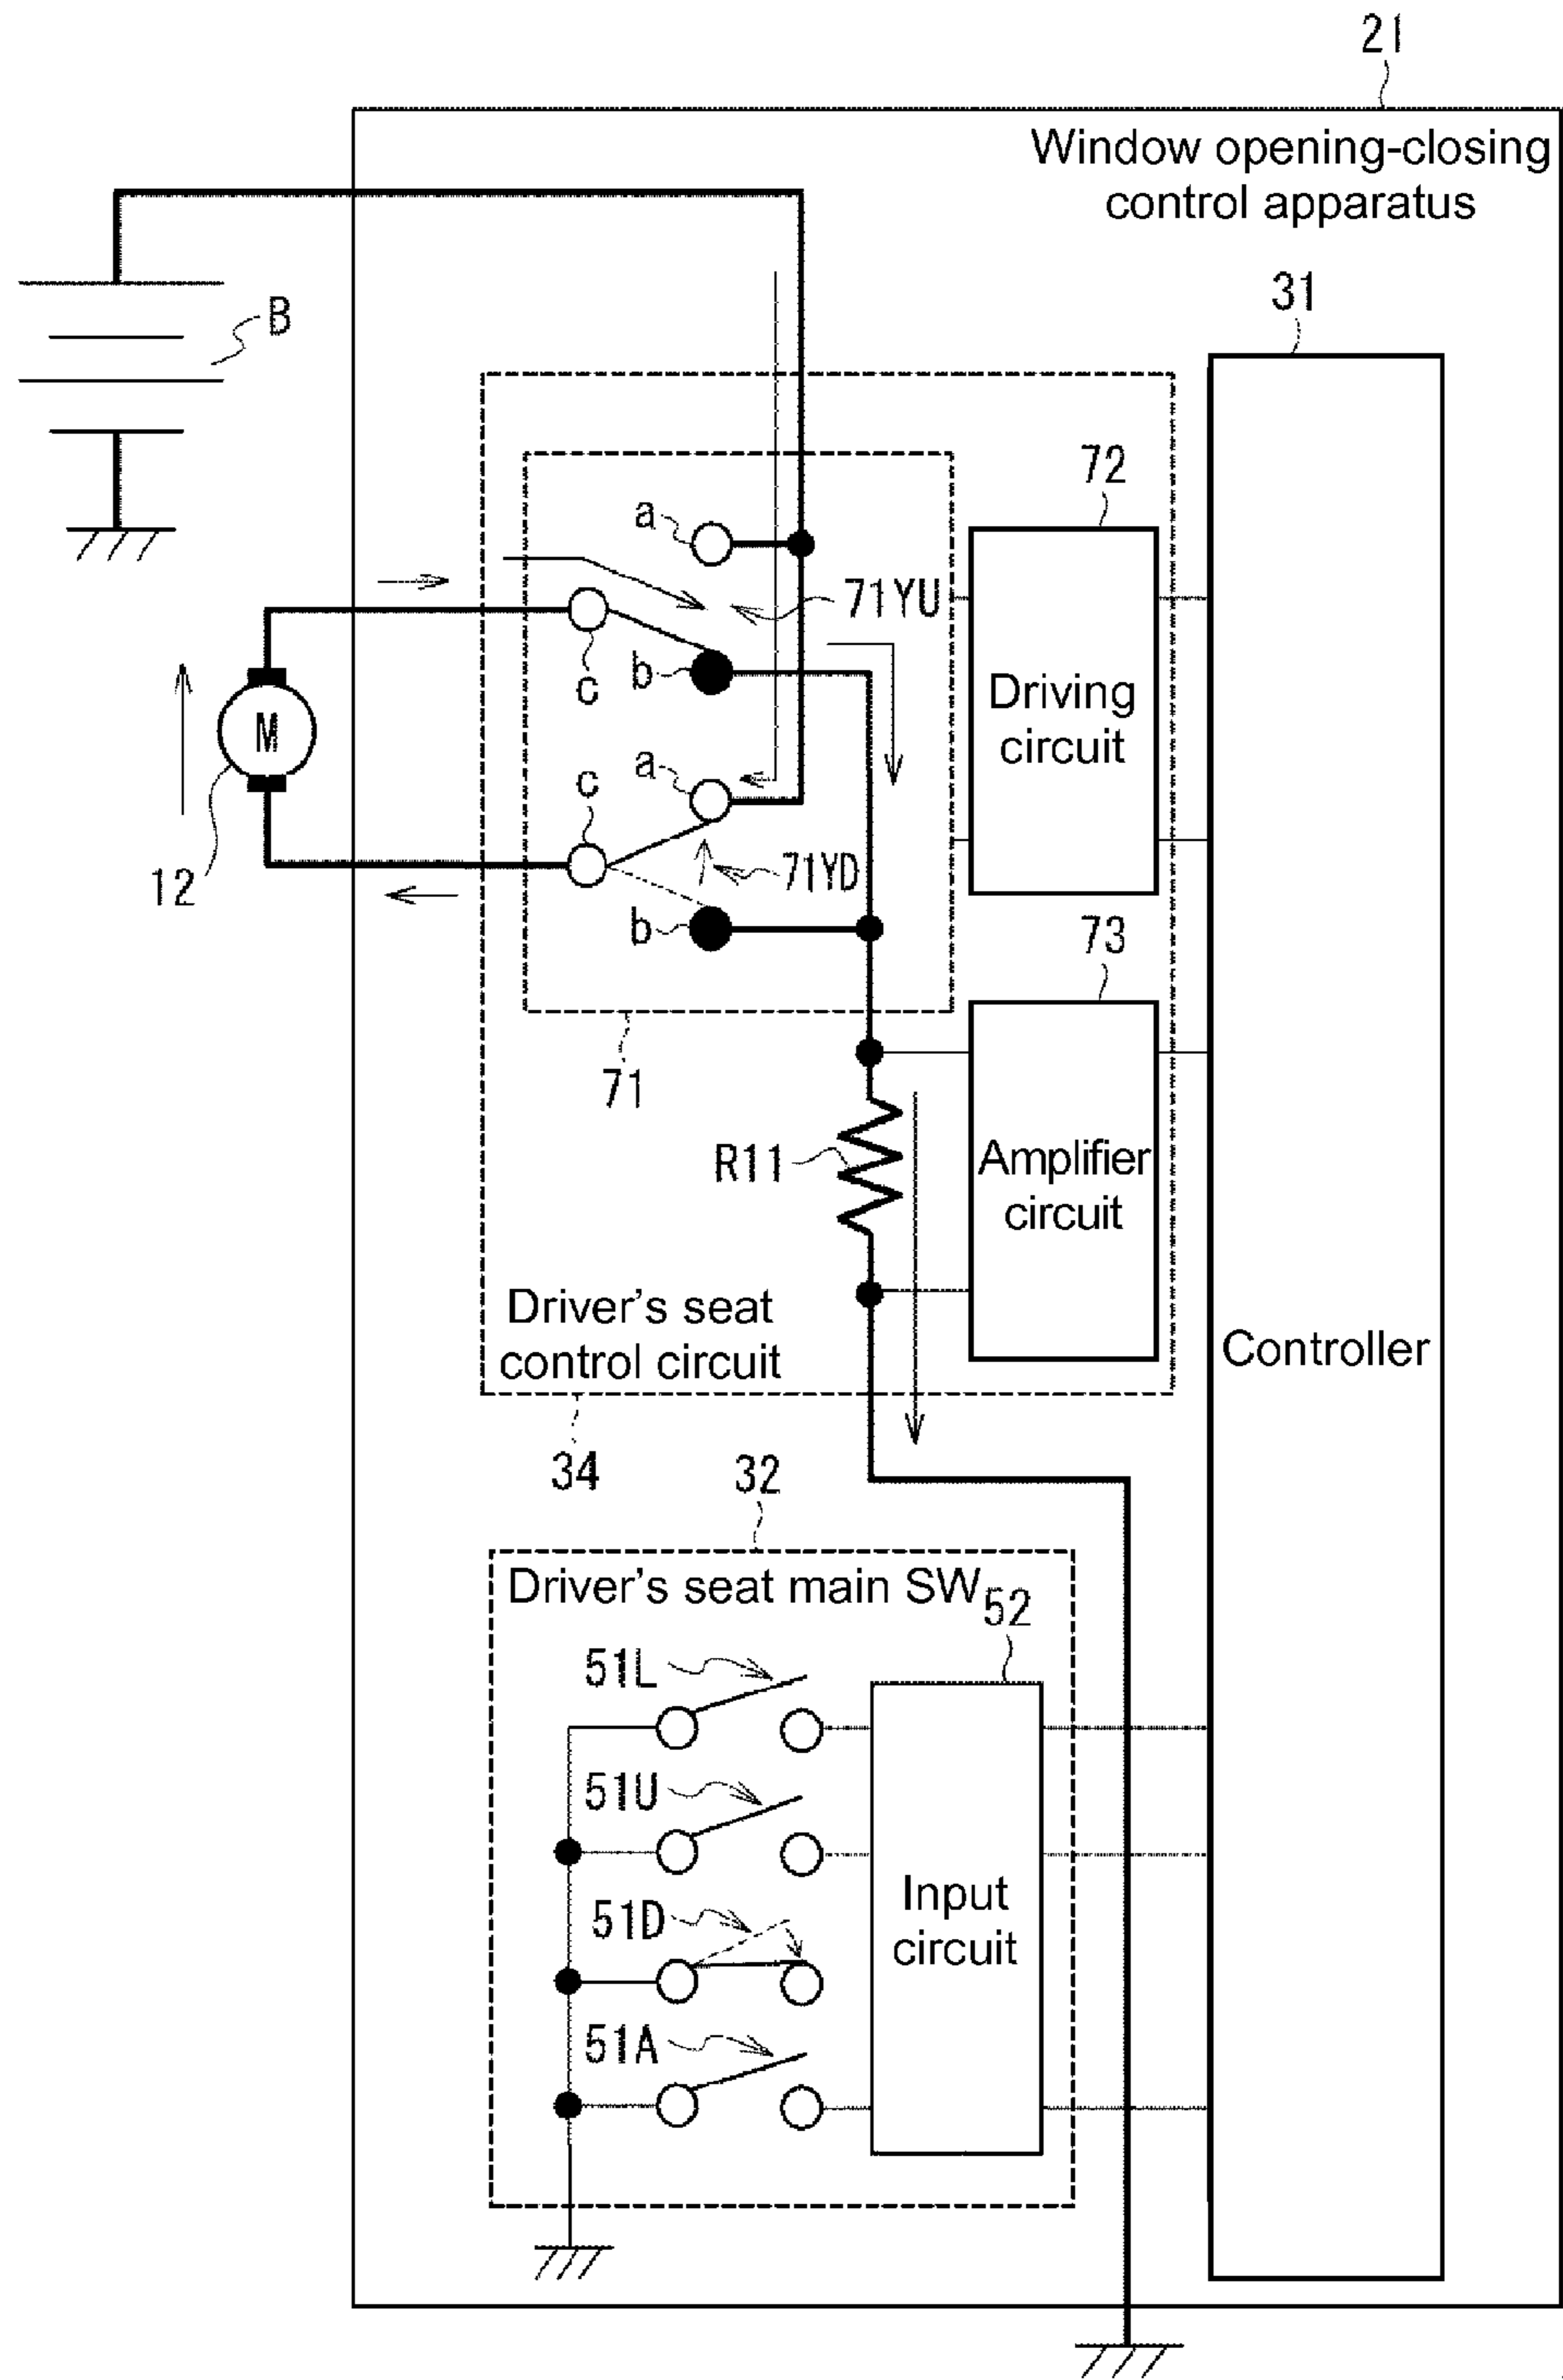 21
Window opening-closing
control apparatus
B
31
72
a
71YU
c
b
Driving
circuit
M
a
c
12
71YD
b
73
71
R11
Amplifier
circuit
Driver's seat
control circuit
Controller
34
32
Driver's seat main SW
52
51L
51U
51D
Input
circuit
51A